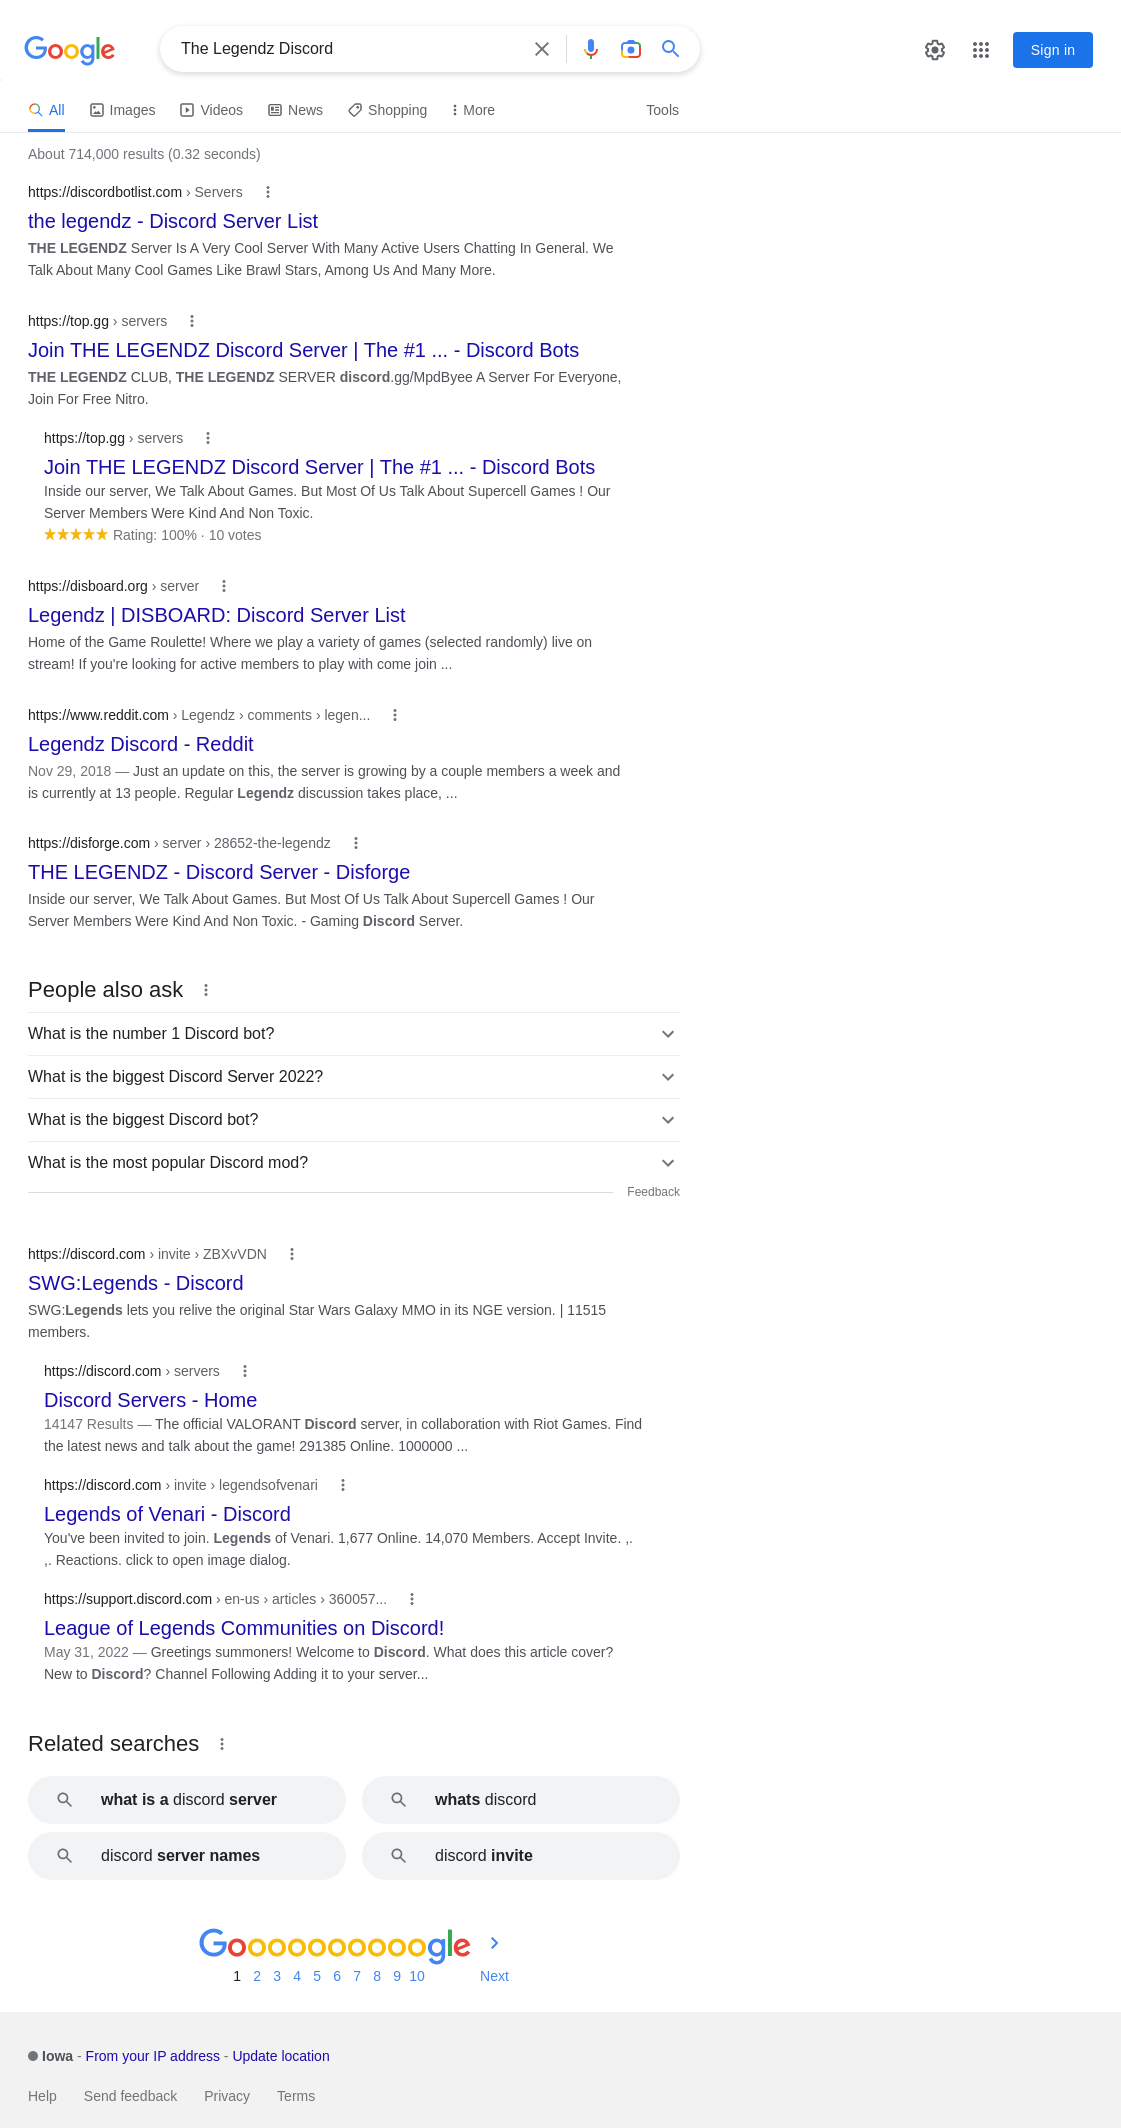 Google
The Legendz Discord
Sign in
All
Images
Videos
News
Shopping
More
Tools
About 714,000 results (0.32 seconds)
https://discordbotlist.com › Servers
the legendz - Discord Server List
THE LEGENDZ Server Is A Very Cool Server With Many Active Users Chatting In General. We
Talk About Many Cool Games Like Brawl Stars, Among Us And Many More.
https://top.gg › servers
Join THE LEGENDZ Discord Server | The #1 ... - Discord Bots
THE LEGENDZ CLUB, THE LEGENDZ SERVER discord.gg/MpdByee A Server For Everyone,
Join For Free Nitro.
https://top.gg › servers
Join THE LEGENDZ Discord Server | The #1 ... - Discord Bots
Inside our server, We Talk About Games. But Most Of Us Talk About Supercell Games ! Our
Server Members Were Kind And Non Toxic.
Rating: 100% · 10 votes
https://disboard.org › server
Legendz | DISBOARD: Discord Server List
Home of the Game Roulette! Where we play a variety of games (selected randomly) live on
stream! If you're looking for active members to play with come join ...
https://www.reddit.com › Legendz › comments › legen...
Legendz Discord - Reddit
Nov 29, 2018 — Just an update on this, the server is growing by a couple members a week and
is currently at 13 people. Regular Legendz discussion takes place, ...
https://disforge.com › server › 28652-the-legendz
THE LEGENDZ - Discord Server - Disforge
Inside our server, We Talk About Games. But Most Of Us Talk About Supercell Games ! Our
Server Members Were Kind And Non Toxic. - Gaming Discord Server.
People also ask
What is the number 1 Discord bot?
What is the biggest Discord Server 2022?
What is the biggest Discord bot?
What is the most popular Discord mod?
Feedback
https://discord.com › invite › ZBXvVDN
SWG:Legends - Discord
SWG:Legends lets you relive the original Star Wars Galaxy MMO in its NGE version. | 11515
members.
https://discord.com › servers
Discord Servers - Home
14147 Results — The official VALORANT Discord server, in collaboration with Riot Games. Find
the latest news and talk about the game! 291385 Online. 1000000 ...
https://discord.com › invite › legendsofvenari
Legends of Venari - Discord
You've been invited to join. Legends of Venari. 1,677 Online. 14,070 Members. Accept Invite. ,.
,. Reactions. click to open image dialog.
https://support.discord.com › en-us › articles › 360057...
League of Legends Communities on Discord!
May 31, 2022 — Greetings summoners! Welcome to Discord. What does this article cover?
New to Discord? Channel Following Adding it to your server...
Related searches
what is a discord server
whats discord
discord server names
discord invite
Goooooooooogle
1 2 3 4 5 6 7 8 9 10 Next
Iowa - From your IP address - Update location
Help Send feedback Privacy Terms